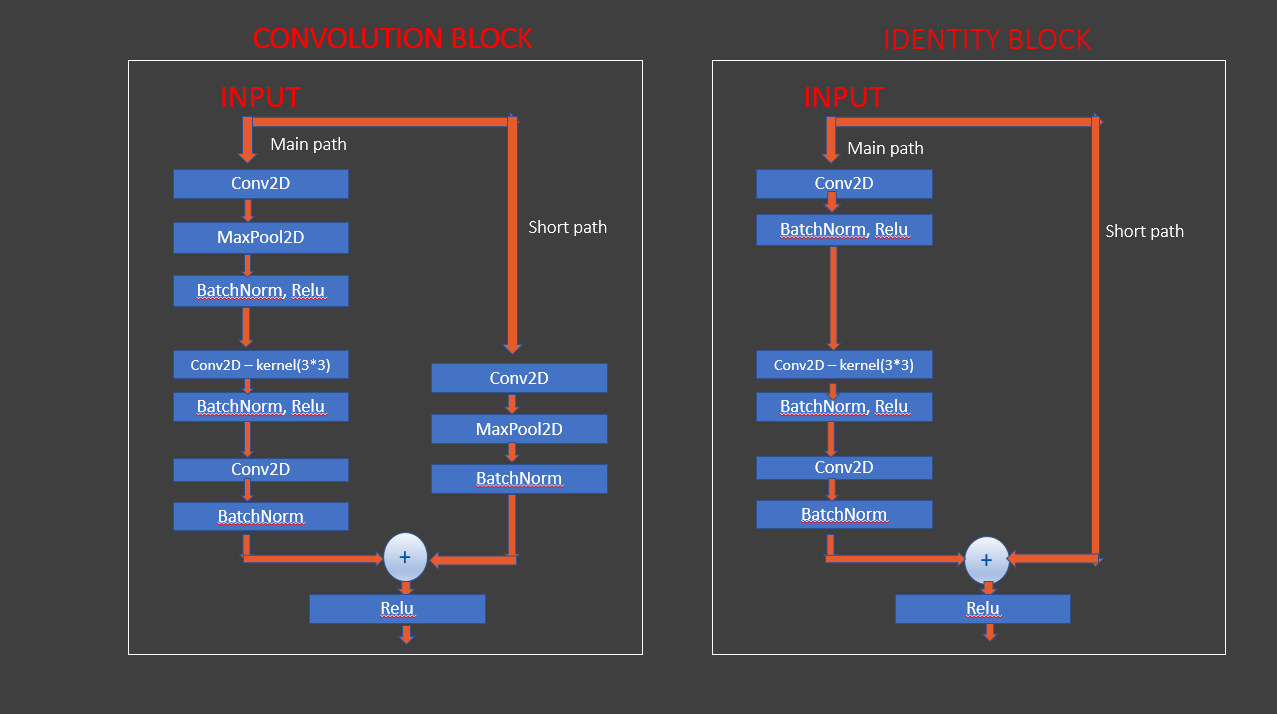 CONVOLUTION BLOCK
INPUT
Main path
Conv2D
MaxPool2D
BatchNorm, Relu
Conv2D – kernel(3*3)
BatchNorm, Relu
Conv2D
BatchNorm
Short path
Conv2D
MaxPool2D
BatchNorm
+
Relu
IDENTITY BLOCK
INPUT
Main path
Conv2D
BatchNorm, Relu
Conv2D – kernel(3*3)
BatchNorm, Relu
Conv2D
BatchNorm
Short path
+
Relu